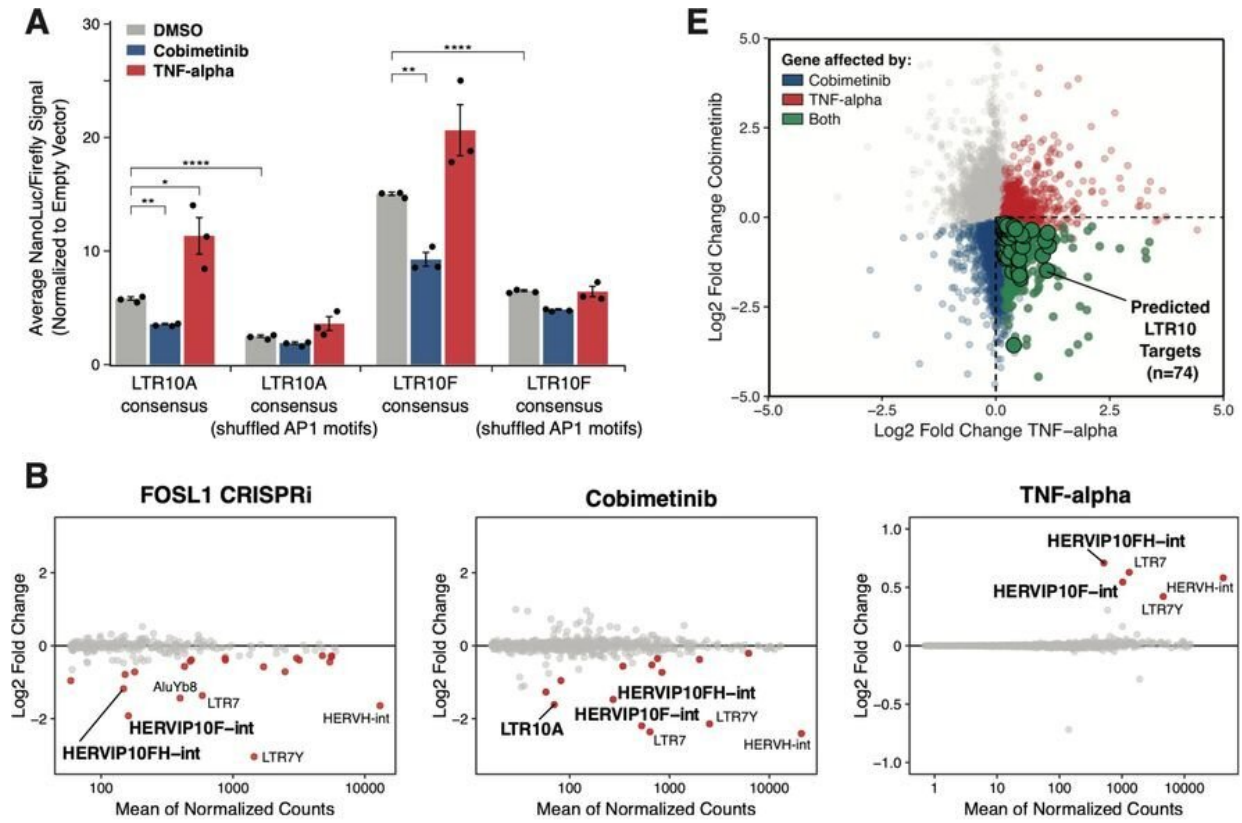 A
30
20
10
0
Average NanoLuc/Firefly Signal
(Normalized to Empty Vector)
DMSO
Cobimetinib
TNF-alpha
****
*
**
****
**
LTR10A
consensus
LTR10A
consensus
(shuffled AP1 motifs)
LTR10F
consensus
LTR10F
consensus
(shuffled AP1 motifs)
E
5.0
2.5
0.0
−2.5
−5.0
Log2 Fold Change Cobimetinib
Gene affected by:
Cobimetinib
TNF-alpha
Both
Predicted
LTR10
Targets
(n=74)
−5.0
−2.5
0.0
2.5
5.0
Log2 Fold Change TNF−alpha
B
FOSL1 CRISPRi
Log2 Fold Change
2
0
−2
AluYb8
LTR7
HERVIP10F−int
HERVH-int
HERVIP10FH−int
LTR7Y
100
1000
10000
Mean of Normalized Counts
Cobimetinib
Log2 Fold Change
2
0
−2
HERVIP10FH−int
HERVIP10F−int
LTR10A
LTR7Y
LTR7
HERVH-int
100
1000
10000
Mean of Normalized Counts
TNF-alpha
Log2 Fold Change
1.0
0.5
0.0
−0.5
−1.0
HERVIP10FH−int
LTR7
HERVIP10F−int
HERVH-int
LTR7Y
1
10
100
1000
10000
Mean of Normalized Counts